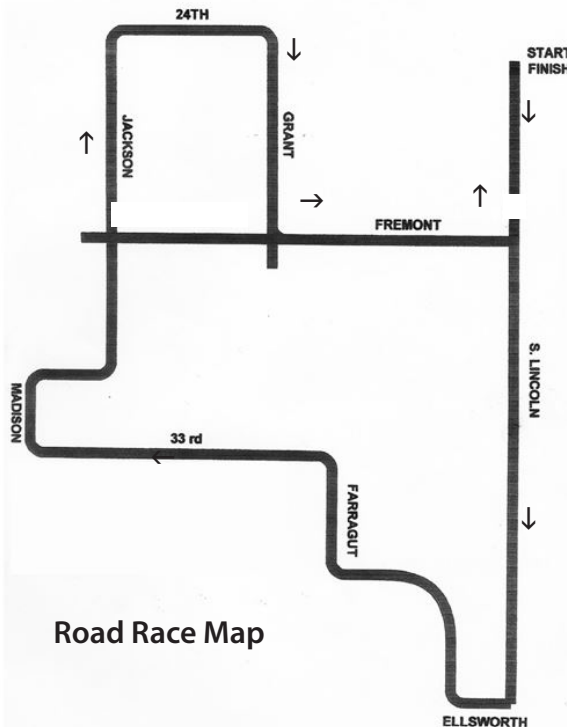 24TH
START
FINISH
JACKSON
GRANT
FREMONT
S. LINCOLN
MADISON
33 rd
FARRAGUT
Road Race Map
ELLSWORTH